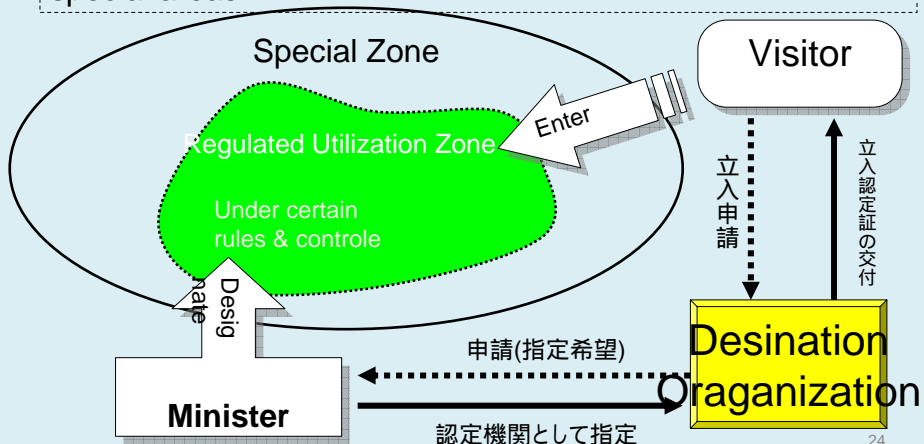 Special Zone
Visitor
Enter
Regulated Utilization Zone
Under certain
rules & controle
立入申請
立入認定証の交付
Desig
nate
申請(指定希望)
Desination
Oraganization
Minister
認定機関として指定
24